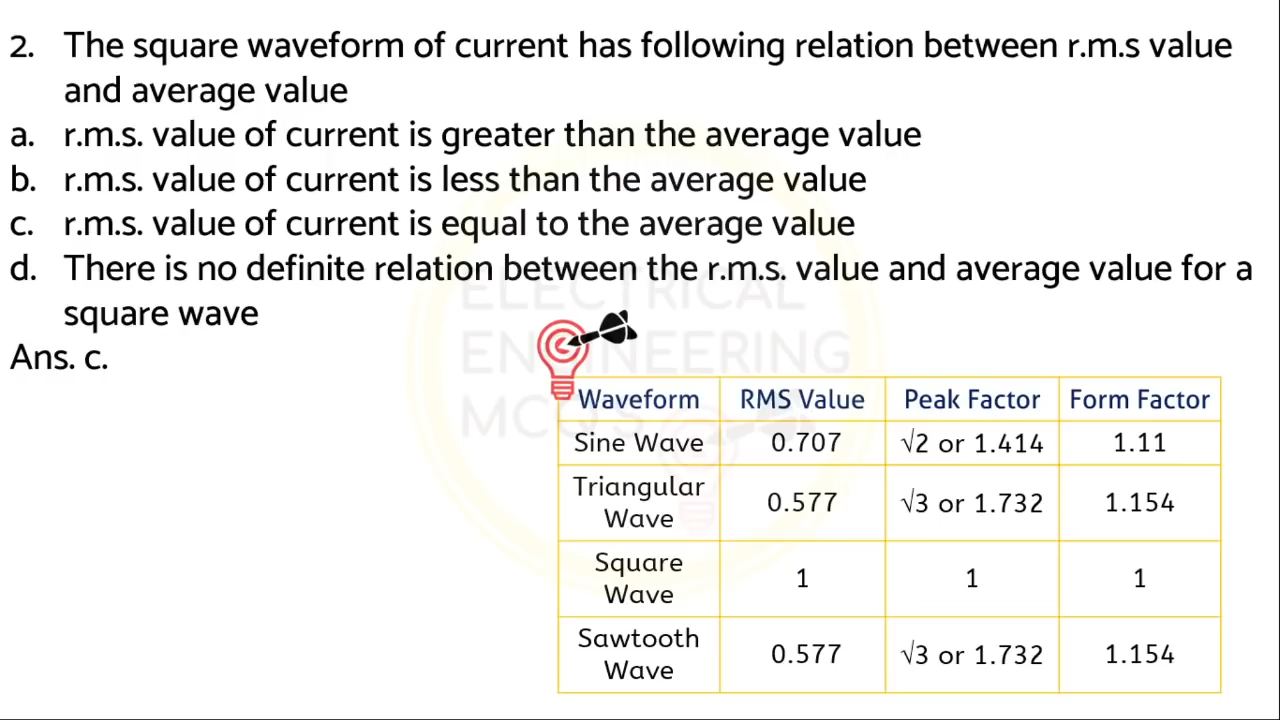 2. The square waveform of current has following relation between r.m.s value
and average value
a. r.m.s. value of current is greater than the average value
b. r.m.s. value of current is less than the average value
c. r.m.s. value of current is equal to the average value
d. There is no definite relation between the r.m.s. value and average value for a
square wave
Ans. c.
ELECTRICAL
ENGINEERING
MCQ'S
Waveform RMS Value Peak Factor Form Factor
Sine Wave 0.707 √2 or 1.414 1.11
Triangular
Wave 0.577 √3 or 1.732 1.154
Square
Wave 1 1 1
Sawtooth
Wave 0.577 √3 or 1.732 1.154